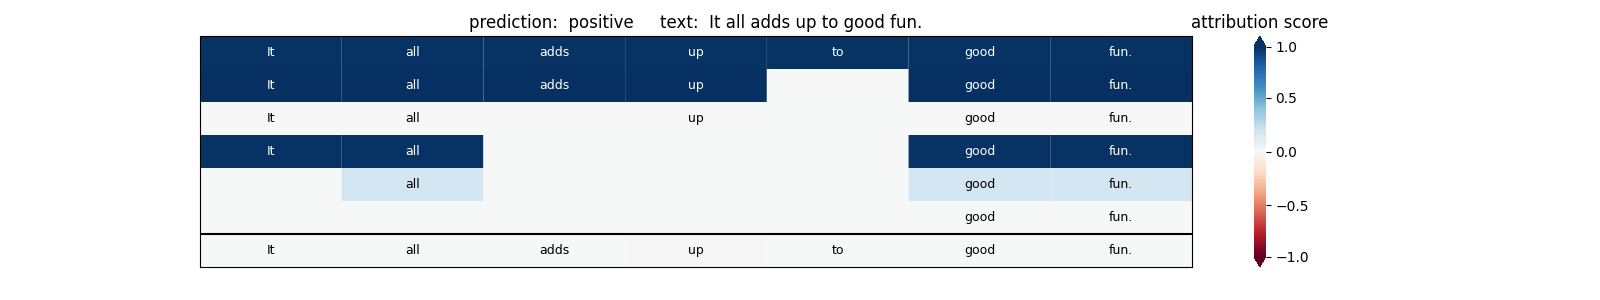 prediction:  positive     text:  It all adds up to good fun.
attribution score
It all adds up to good fun.
It all adds up good fun.
It all up good fun.
It all good fun.
all good fun.
good fun.
It all adds up to good fun.
1.0
0.5
0.0
−0.5
−1.0